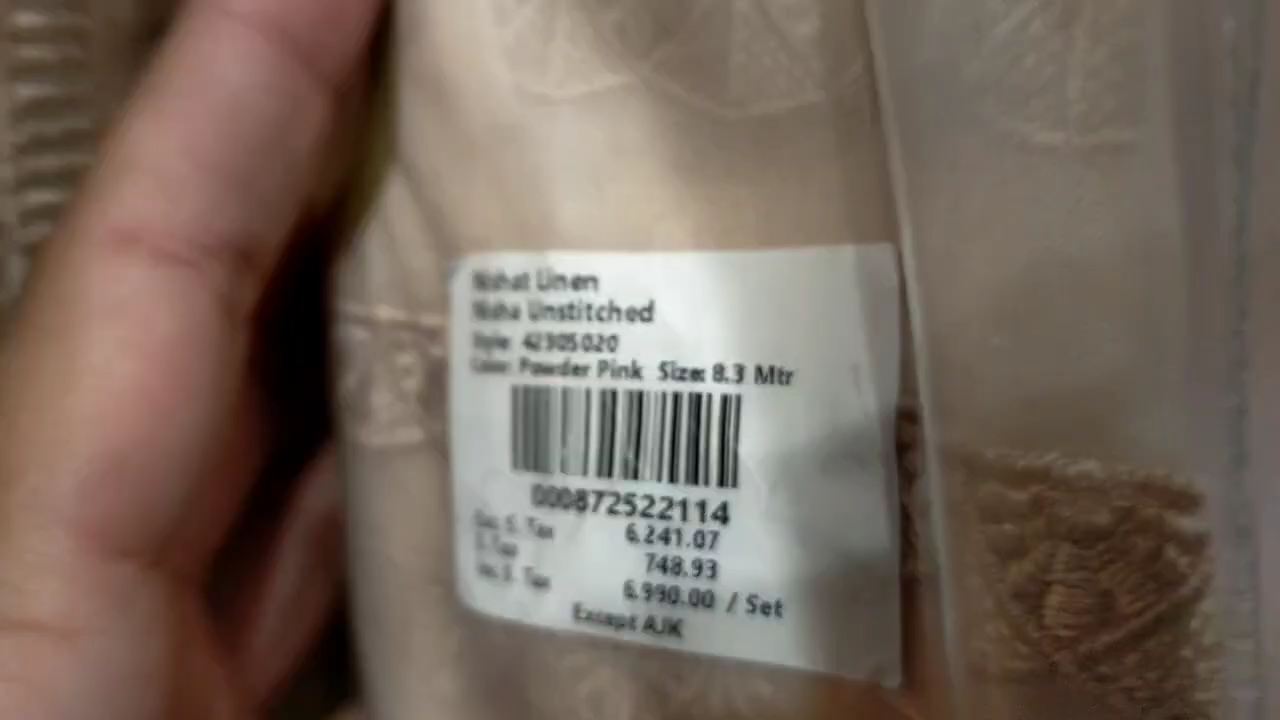 Nishat Linen
Nisha Unstitched
Style: 42305020
Color: Powder Pink Size: 8.3 Mtr
000872522114
Exc. S. Tax 6,241.07
S.Tax 748.93
Inc. S. Tax 6,990.00 / Set
Except AJK